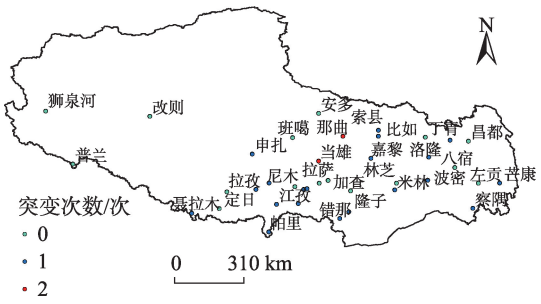 N
狮泉河
改则
普兰
安多
索县
丁青
班噶
那曲
比如
昌都
申扎
当雄
嘉黎
洛隆
八宿
拉孜
尼木
拉萨
林芝
波密
左贡
芒康
聂拉木
定日
江孜
加查
米林
察隅
错那
隆子
帕里
突变次数/次
0
1
2
0 310 km